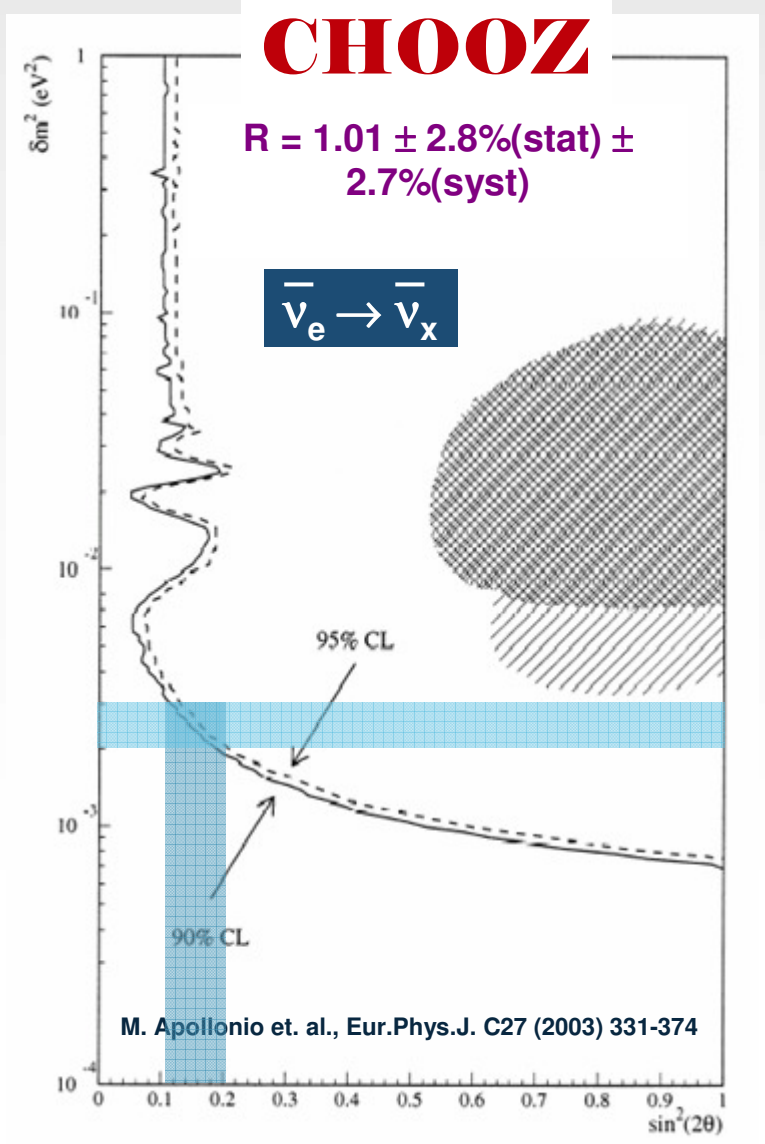 CHOOZ
δm² (eV²)
1
R = 1.01 ± 2.8%(stat) ±
2.7%(syst)
ν̅e → ν̅x
10⁻¹
10⁻²
95% CL
10⁻³
90% CL
M. Apollonio et. al., Eur.Phys.J. C27 (2003) 331-374
10⁻⁴
0 0.1 0.2 0.3 0.4 0.5 0.6 0.7 0.8 0.9 1
sin²(2θ)